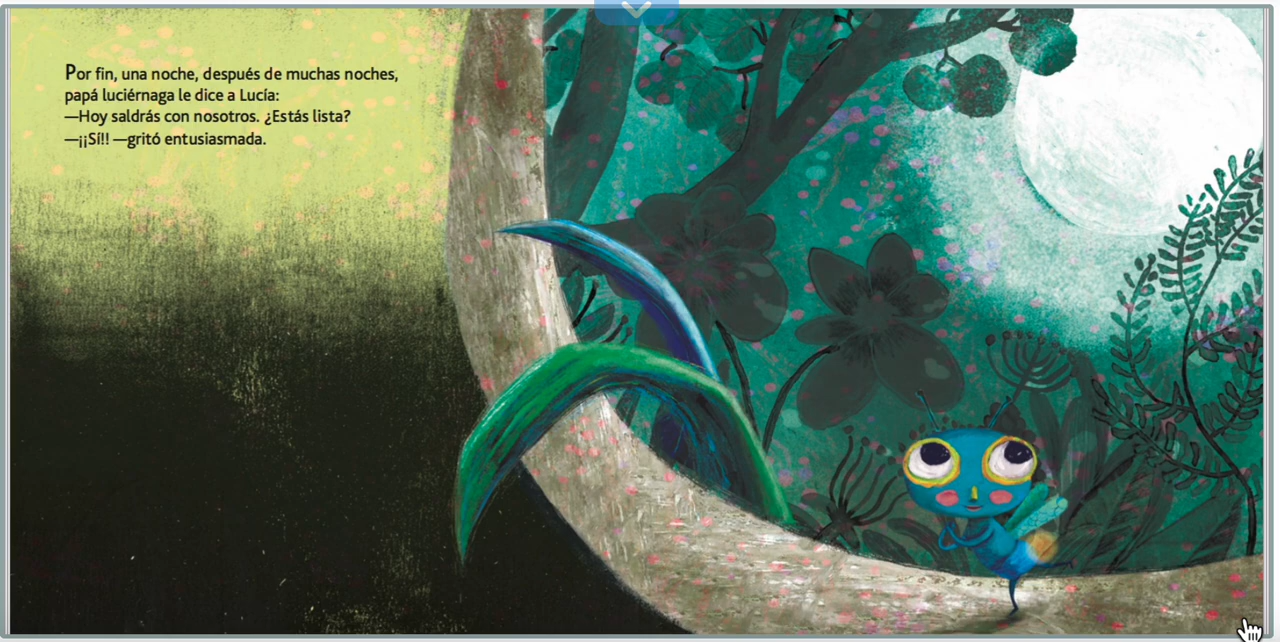 Por fin, una noche, después de muchas noches,
papá luciérnaga le dice a Lucía:
—Hoy saldrás con nosotros. ¿Estás lista?
—¡¡Sí!! —gritó entusiasmada.